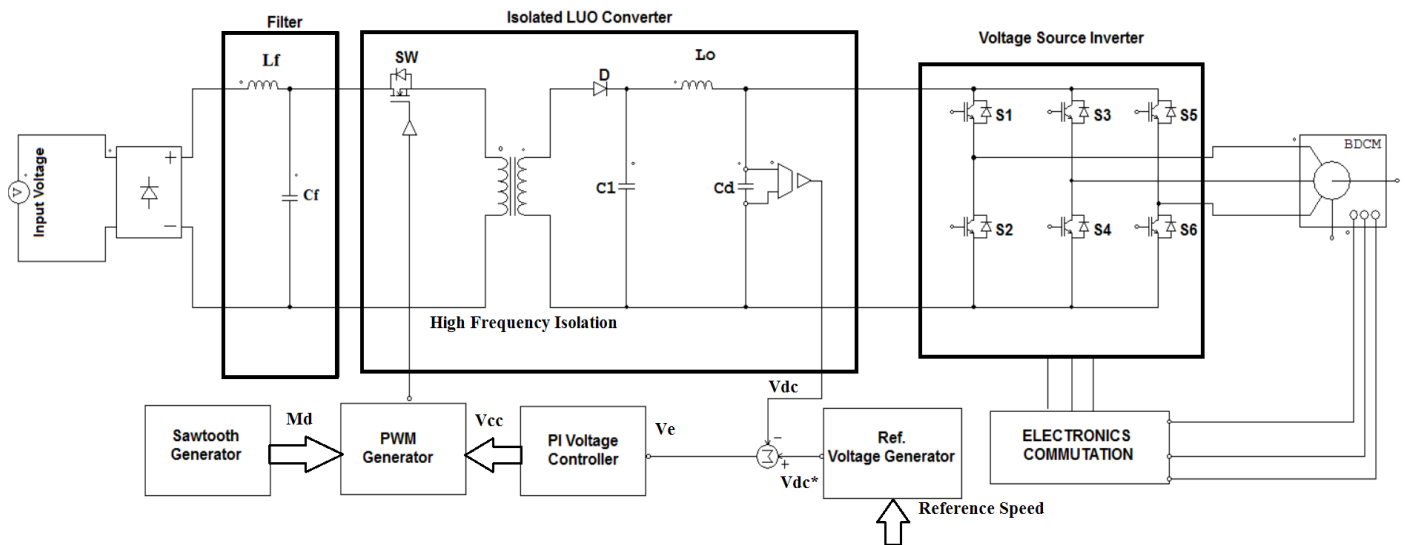 Filter
Isolated LUO Converter
Voltage Source Inverter
Lf
SW
D
Lo
S1
S3
S5
BDCM
Input Voltage
Cf
C1
Cd
S2
S4
S6
High Frequency Isolation
Vdc
Sawtooth
Generator
Md
PWM
Generator
Vcc
PI Voltage
Controller
Ve
Vdc*
Ref.
Voltage Generator
Reference Speed
ELECTRONICS
COMMUTATION